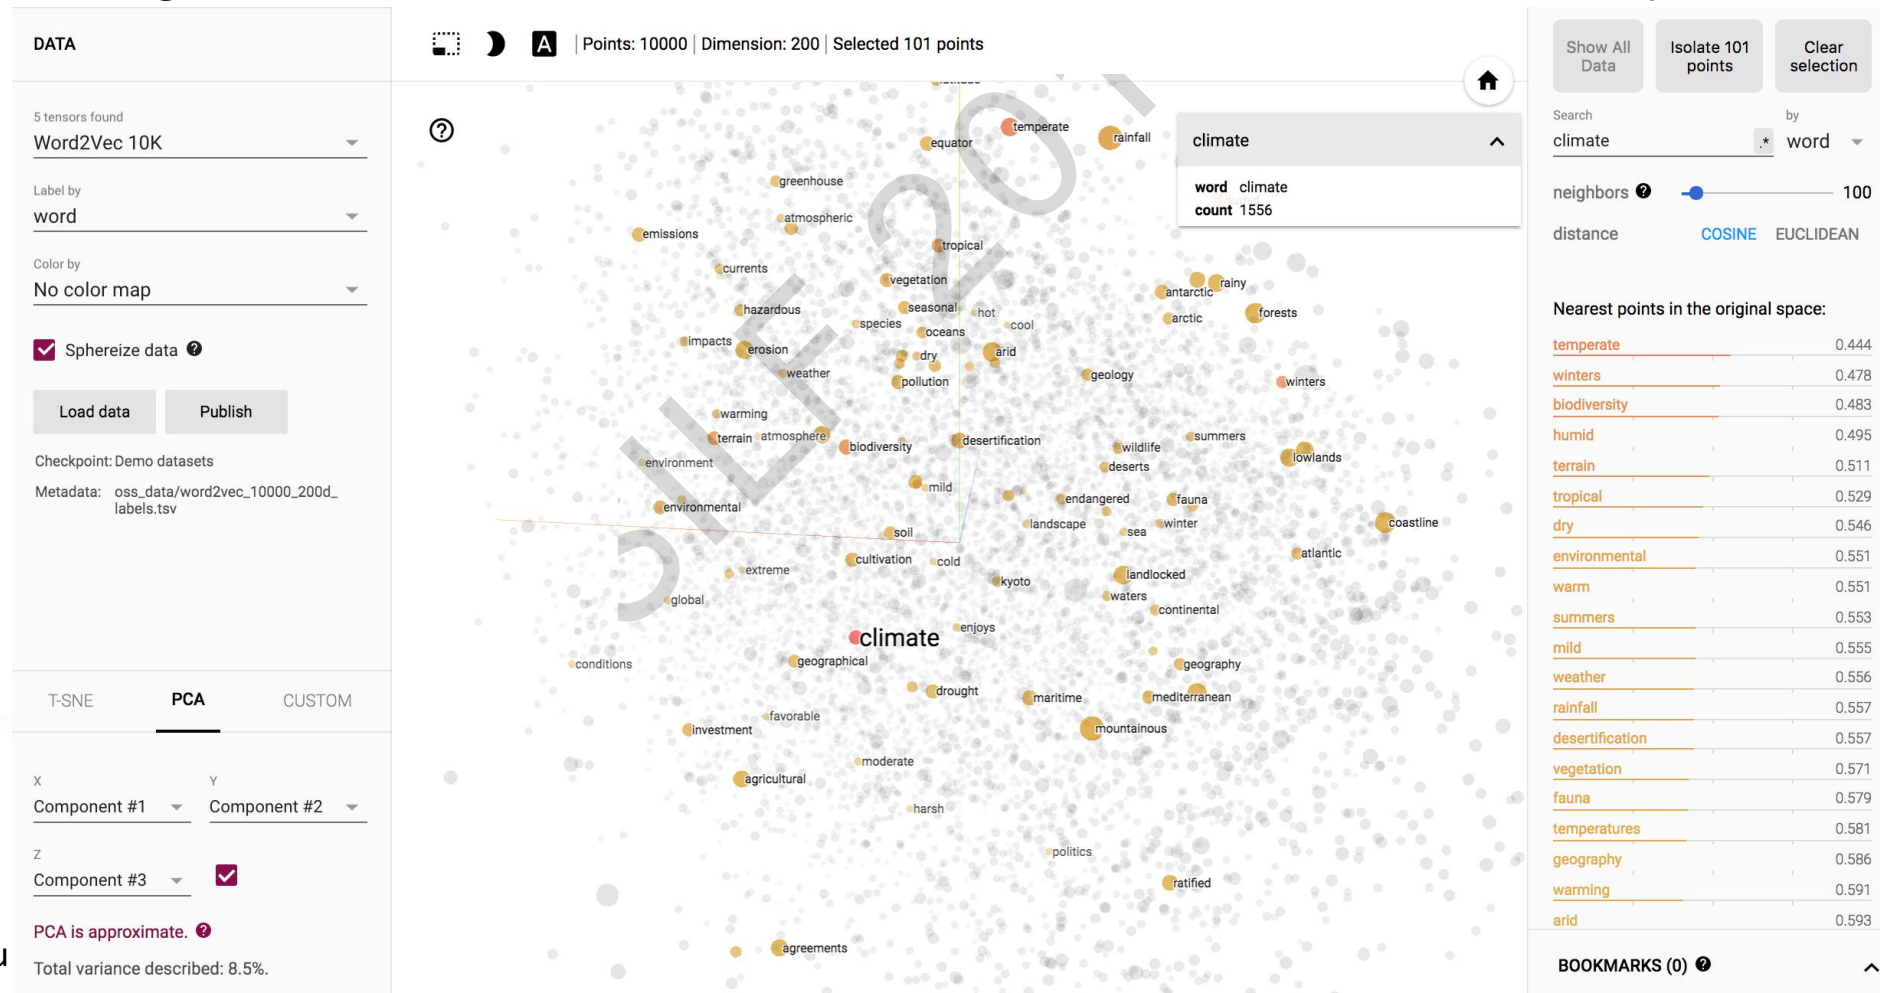 DATA
5 tensors found
Word2Vec 10K
Label by
word
Color by
No color map
Sphereize data
Load data
Publish
Checkpoint: Demo datasets
Metadata: oss_data/word2vec_10000_200d_
labels.tsv
T-SNE
PCA
CUSTOM
X
Y
Component #1
Component #2
Z
Component #3
PCA is approximate.
Total variance described: 8.5%.
A
Points: 10000 | Dimension: 200 | Selected 101 points
temperate
rainfall
equator
greenhouse
atmospheric
emissions
tropical
currents
vegetation
rainy
antarctic
hazardous
seasonal
hot
forests
species
cool
arctic
oceans
impacts
erosion
dry
arid
weather
pollution
geology
winters
warming
terrain
atmosphere
biodiversity
desertification
wildlife
summers
lowlands
environment
deserts
mild
environmental
endangered
fauna
landscape
winter
coastline
soil
sea
cultivation
cold
atlantic
extreme
kyoto
landlocked
global
waters
continental
climate
enjoys
conditions
geographical
geography
drought
maritime
mediterranean
favorable
investment
mountainous
moderate
agricultural
harsh
politics
ratified
agreements
climate
word climate
count 1556
Show All
Data
Isolate 101
points
Clear
selection
Search
by
climate
.*
word
neighbors
100
distance
COSINE
EUCLIDEAN
Nearest points in the original space:
temperate 0.444
winters 0.478
biodiversity 0.483
humid 0.495
terrain 0.511
tropical 0.529
dry 0.546
environmental 0.551
warm 0.551
summers 0.553
mild 0.555
weather 0.556
rainfall 0.557
desertification 0.557
vegetation 0.571
fauna 0.579
temperatures 0.581
geography 0.586
warming 0.591
arid 0.593
BOOKMARKS (0)